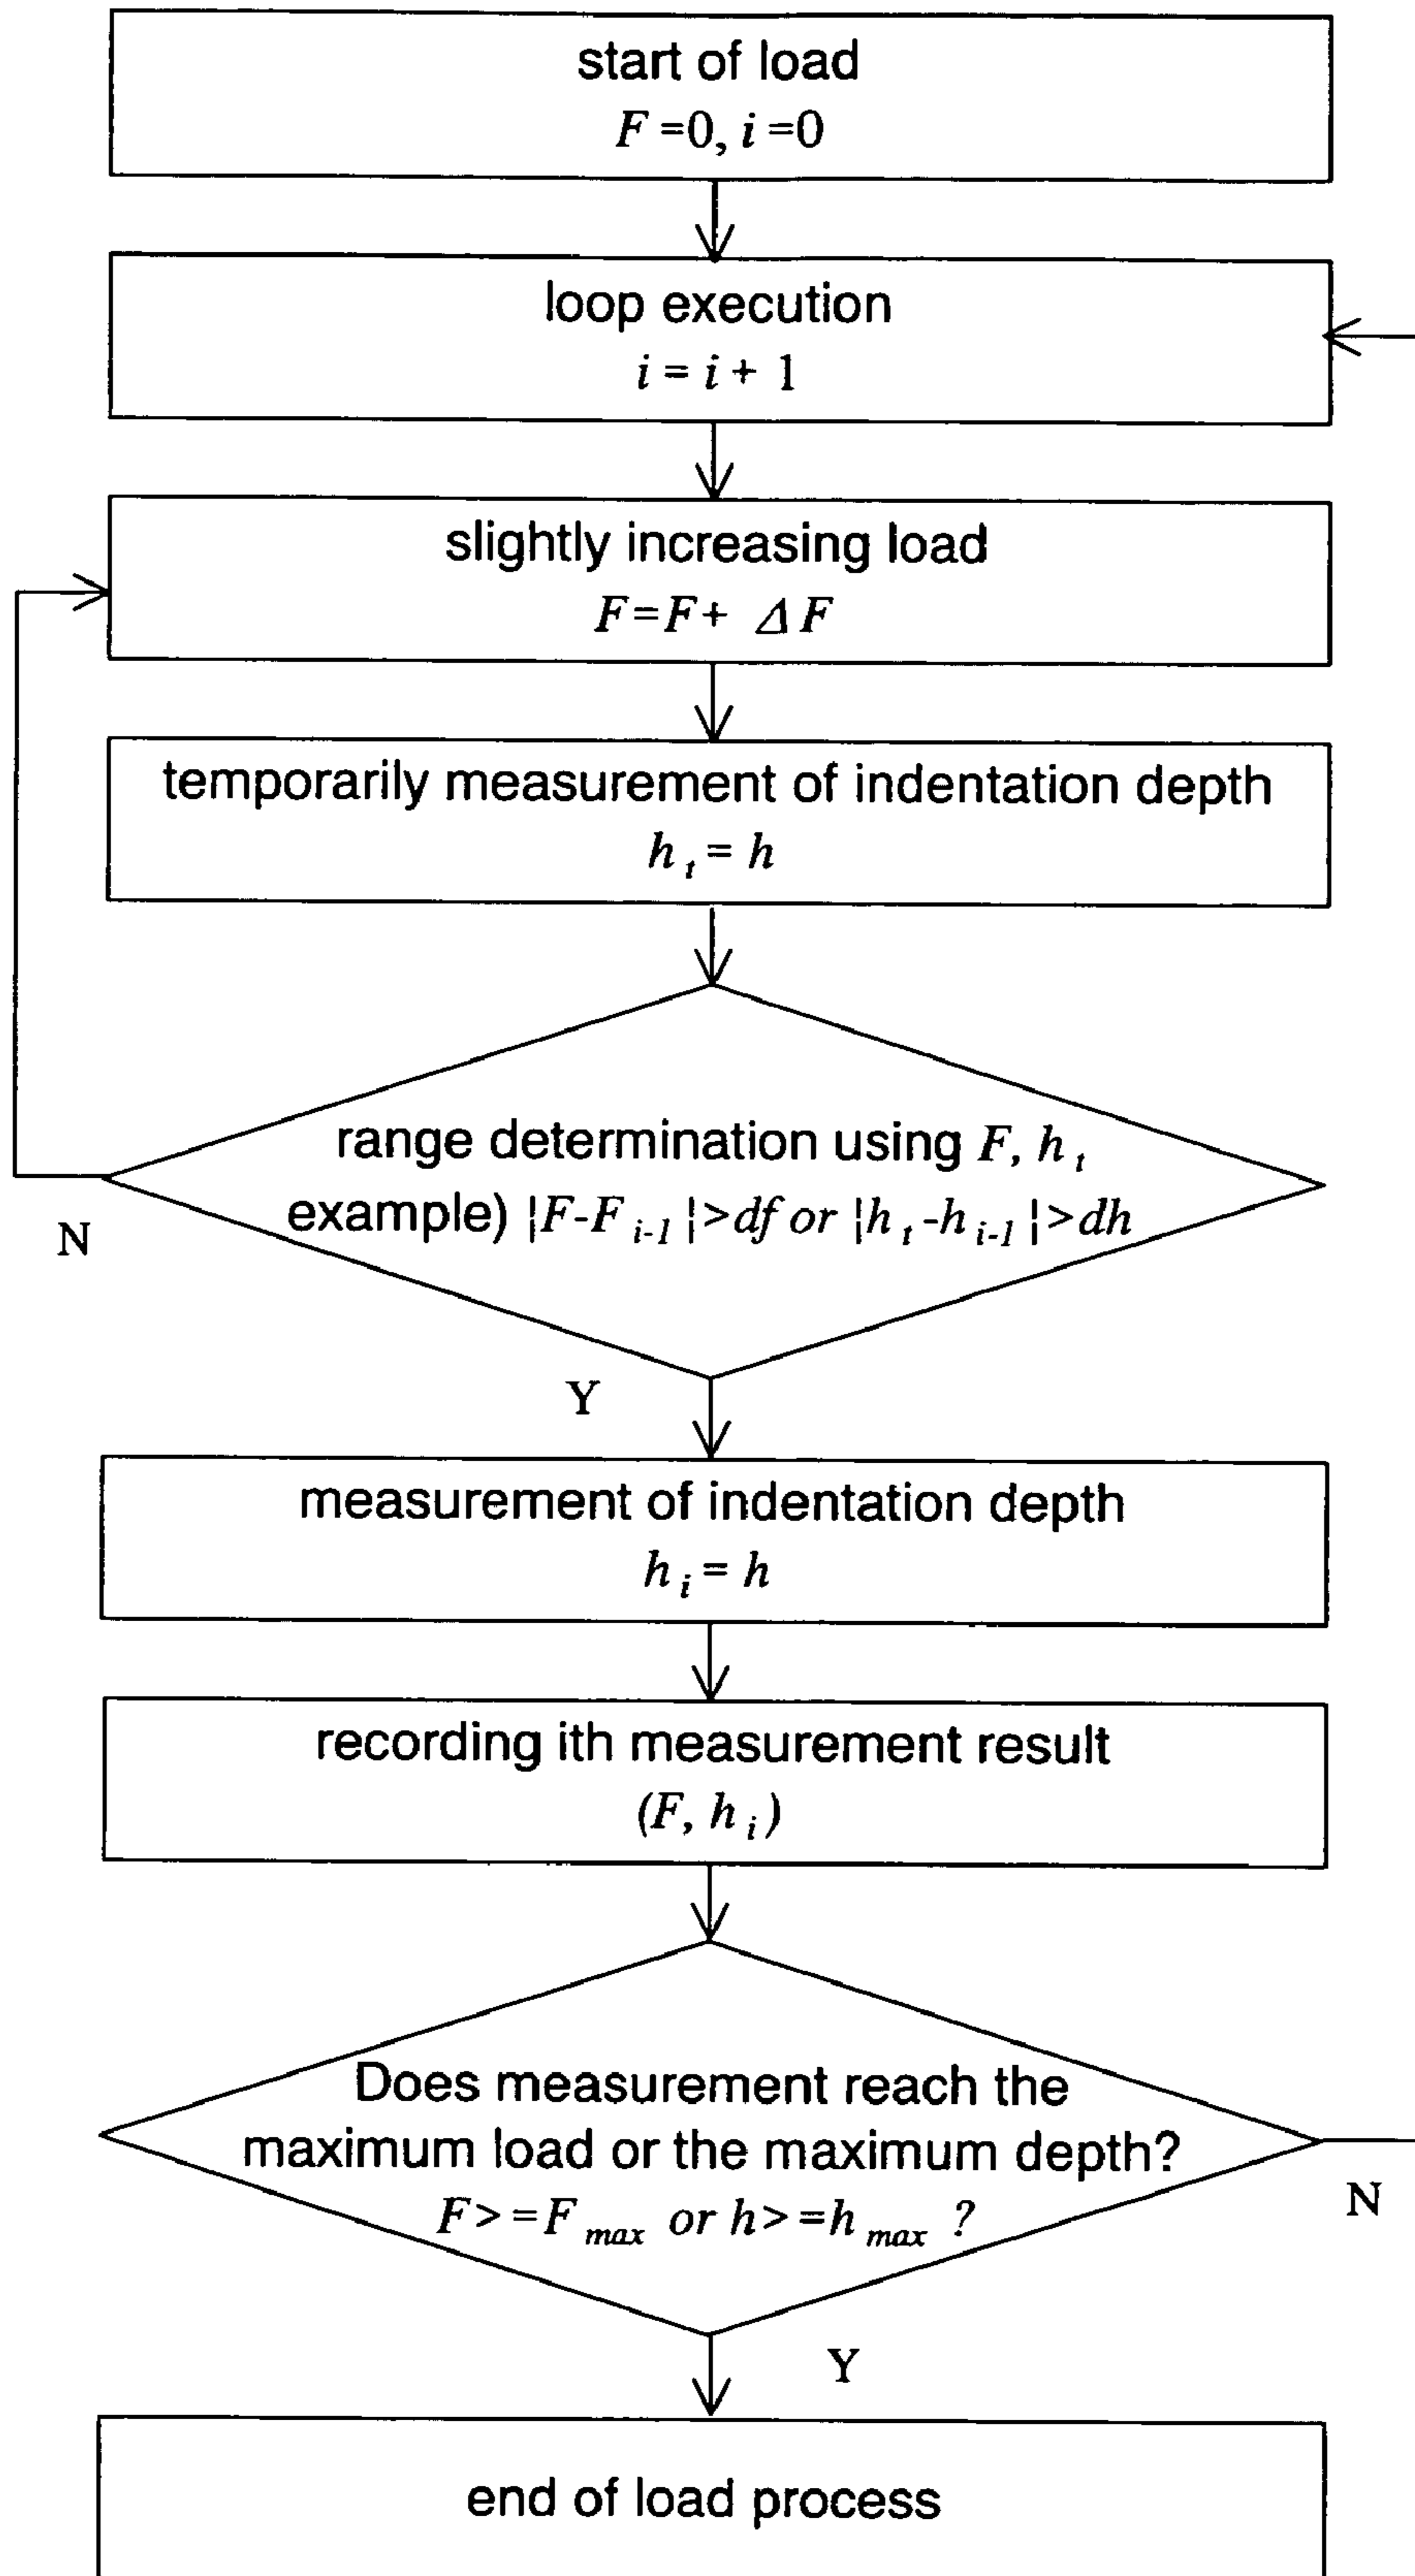 start of load
F =0, i =0
loop execution
i = i + 1
slightly increasing load
F=F+ ΔF
temporarily measurement of indentation depth
h t = h
range determination using F, h t
example) |F-F i-1 |>df or |h t -h i-1 |>dh
N
Y
measurement of indentation depth
h i = h
recording ith measurement result
(F, h i )
Does measurement reach the
maximum load or the maximum depth?
F> =F max or h> =h max ?
N
Y
end of load process